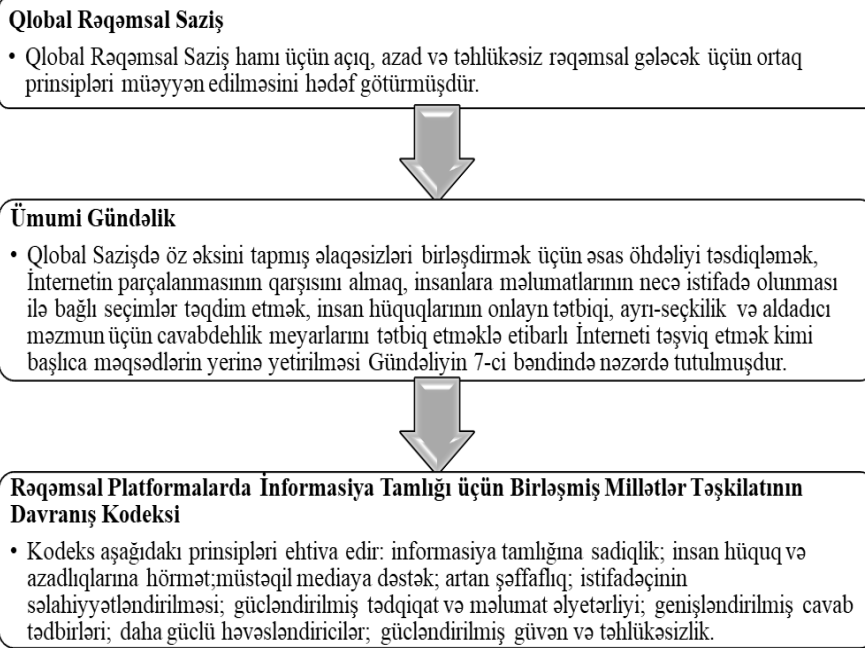 Qlobal Rəqəmsal Saziş
• Qlobal Rəqəmsal Saziş hamı üçün açıq, azad və təhlükəsiz rəqəmsal gələcək üçün ortaq
prinsipləri müəyyən edilməsini hədəf götürmüşdür.
Ümumi Gündəlik
• Qlobal Sazişdə öz əksini tapmış əlaqəsizləri birləşdirmək üçün əsas öhdəliyi təsdiqləmək,
İnternetin parçalanmasının qarşısını almaq, insanlara məlumatlarının necə istifadə olunması
ilə bağlı seçimlər təqdim etmək, insan hüquqlarının onlayn tətbiqi, ayrı-seçkilik və aldadıcı
məzmun üçün cavabdehlik meyarlarını tətbiq etməklə etibarlı İnterneti təşviq etmək kimi
başlıca məqsədlərin yerinə yetirilməsi Gündəliyin 7-ci bəndində nəzərdə tutulmuşdur.
Rəqəmsal Platformalarda İnformasiya Tamlığı üçün Birləşmiş Millətlər Təşkilatının
Davranış Kodeksi
• Kodeks aşağıdakı prinsipləri ehtiva edir: informasiya tamlığına sadiqlik; insan hüquq və
azadlıqlarına hörmət;müstəqil mediaya dəstək; artan şəffaflıq; istifadəçinin
səlahiyyətləndirilməsi; gücləndirilmiş tədqiqat və məlumat əlyetərliyi; genişləndirilmiş cavab
tədbirləri; daha güclü həvəsləndiricilər; gücləndirilmiş güvən və təhlükəsizlik.